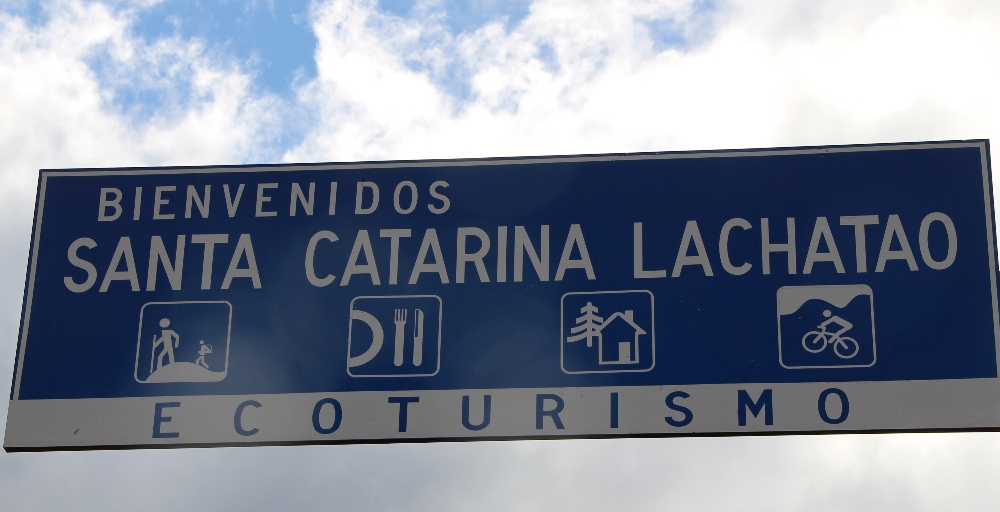 BIENVENIDOS
SANTA CATARINA LACHATAO
ECOTURISMO